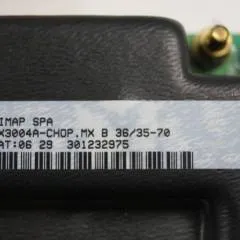 IMAP SPA
X3004A-CHOP.MX B 36/35-70
AT:06 29 301232975